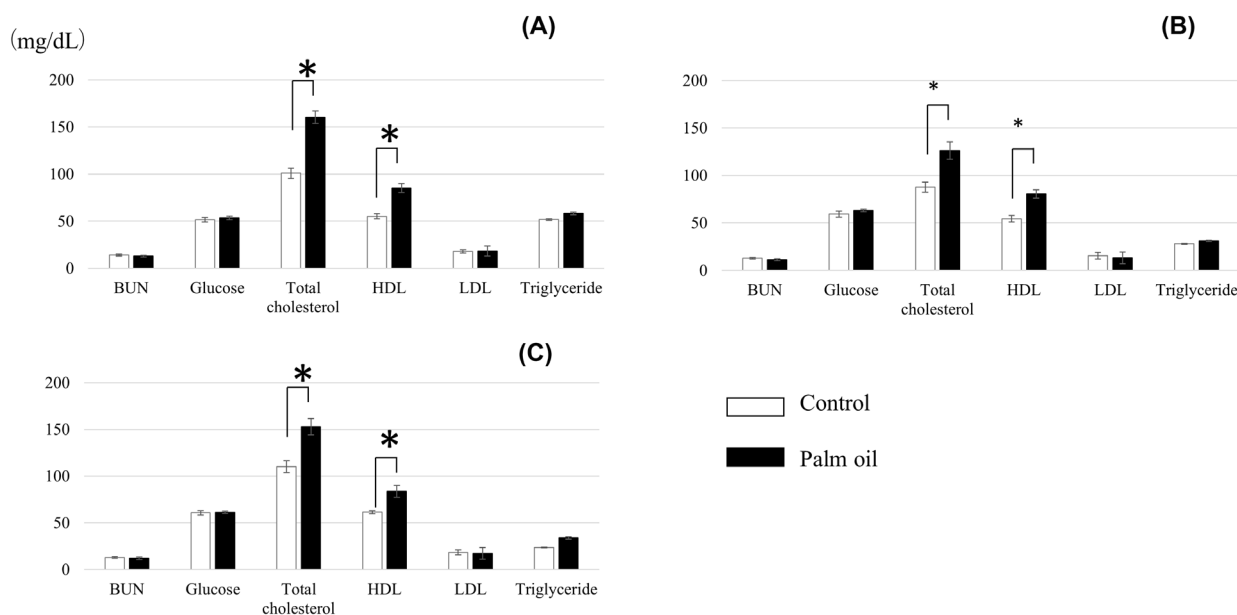 (A)
(mg/dL)
200
*
150
*
100
50
0
BUN Glucose Total HDL LDL Triglyceride
cholesterol
(B)
200
*
150
*
100
50
0
BUN Glucose Total HDL LDL Triglyceride
cholesterol
(C)
200
*
150
*
100
50
0
BUN Glucose Total HDL LDL Triglyceride
cholesterol
Control
Palm oil